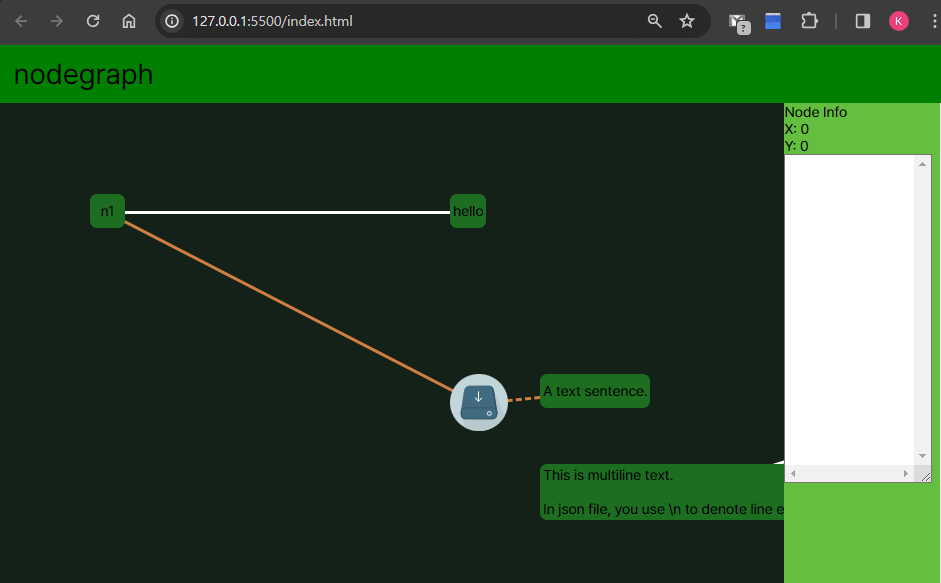 127.0.0.1:5500/index.html
?
K
nodegraph
Node Info
X: 0
Y: 0
n1
hello
A text sentence.
This is multiline text.
In json file, you use \n to denote line e